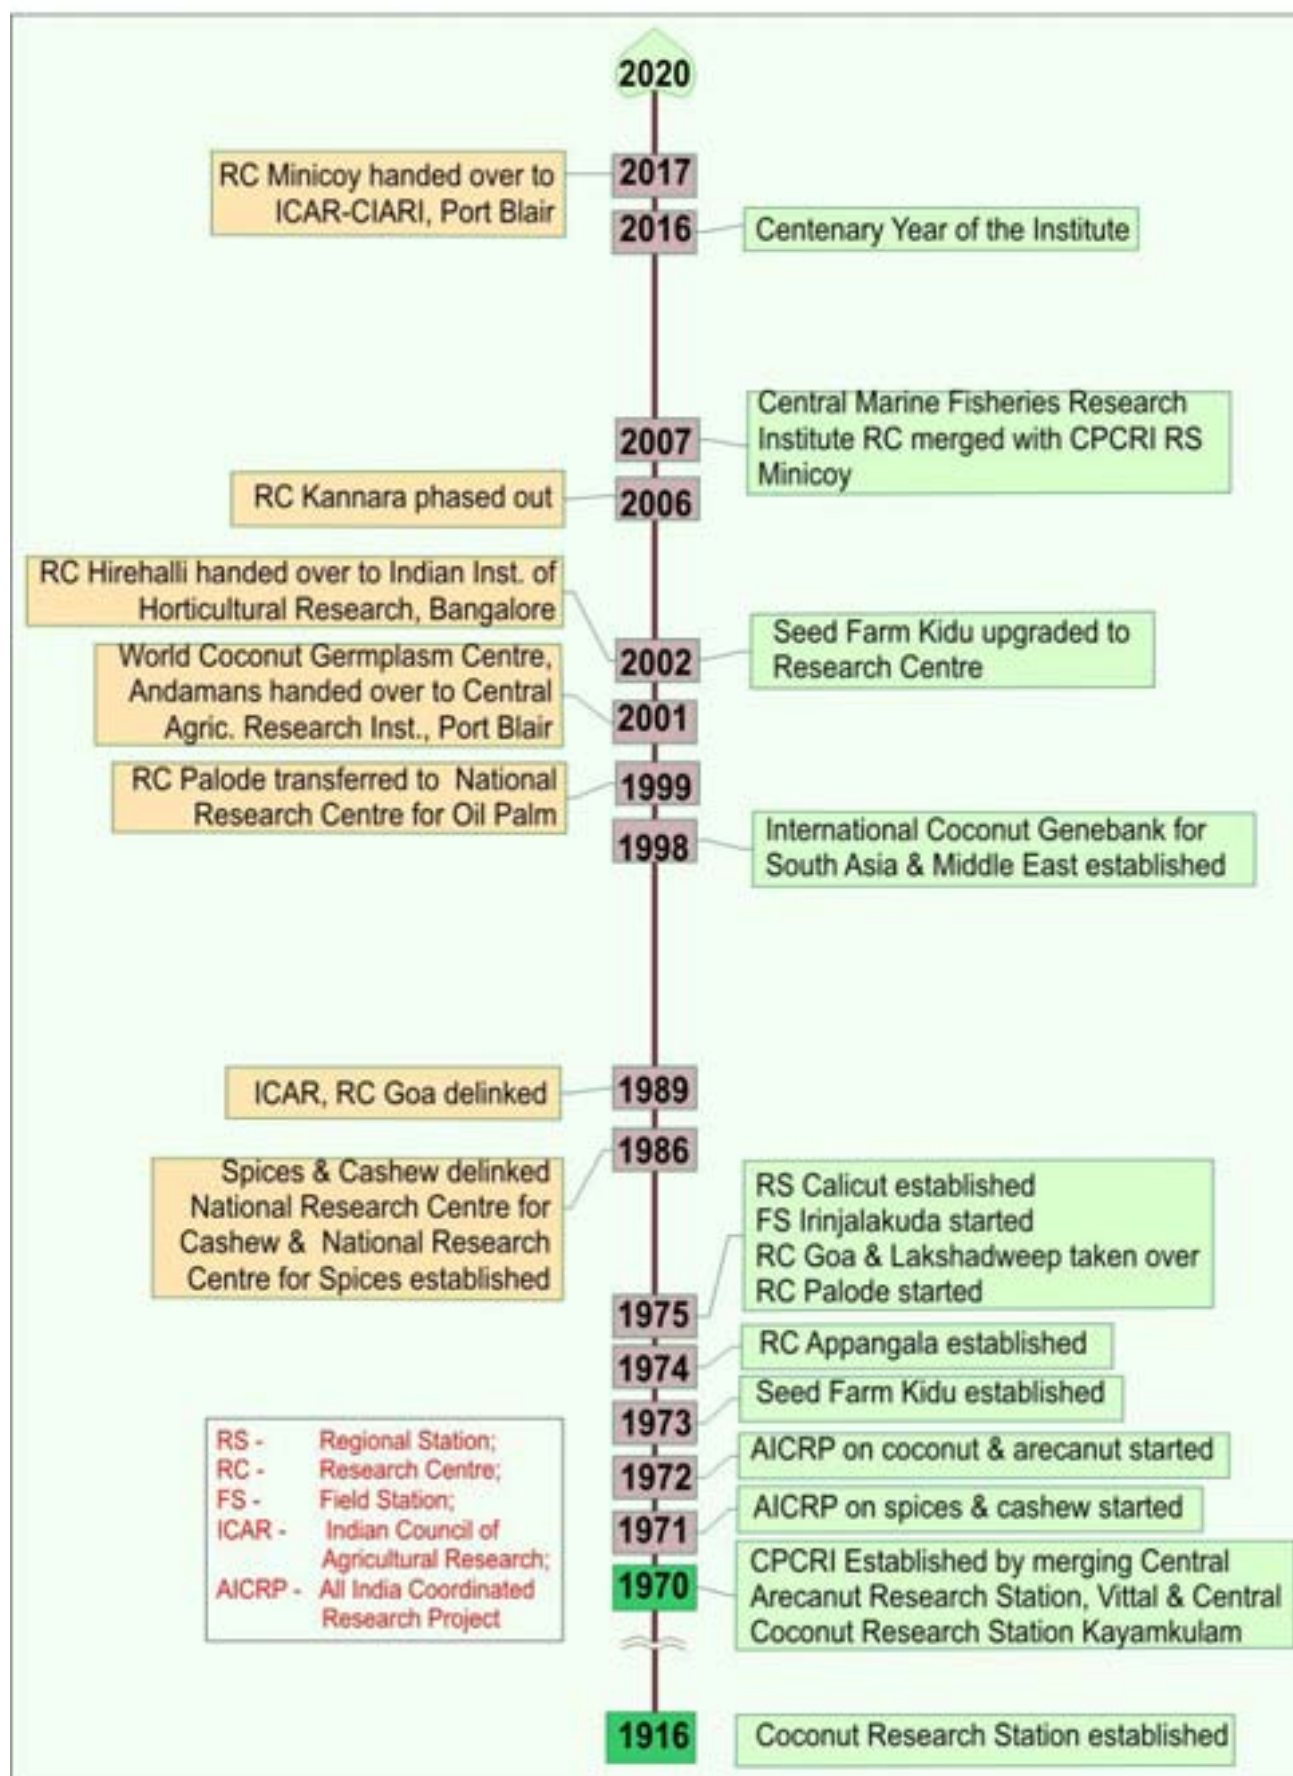 2020
2017
RC Minicoy handed over to
ICAR-CIARI, Port Blair
2016
Centenary Year of the Institute
2007
Central Marine Fisheries Research
Institute RC merged with CPCRI RS
Minicoy
2006
RC Kannara phased out
RC Hirehalli handed over to Indian Inst. of
Horticultural Research, Bangalore
2002
Seed Farm Kidu upgraded to
Research Centre
World Coconut Germplasm Centre,
Andamans handed over to Central
Agric. Research Inst., Port Blair
2001
RC Palode transferred to National
Research Centre for Oil Palm
1999
1998
International Coconut Genebank for
South Asia & Middle East established
ICAR, RC Goa delinked
1989
1986
Spices & Cashew delinked
National Research Centre for
Cashew & National Research
Centre for Spices established
RS Calicut established
FS Irinjalakuda started
RC Goa & Lakshadweep taken over
RC Palode started
1975
1974
RC Appangala established
1973
Seed Farm Kidu established
1972
AICRP on coconut & arecanut started
1971
AICRP on spices & cashew started
1970
CPCRI Established by merging Central
Arecanut Research Station, Vittal & Central
Coconut Research Station Kayamkulam
RS - Regional Station;
RC - Research Centre;
FS - Field Station;
ICAR - Indian Council of
Agricultural Research;
AICRP - All India Coordinated
Research Project
1916
Coconut Research Station established